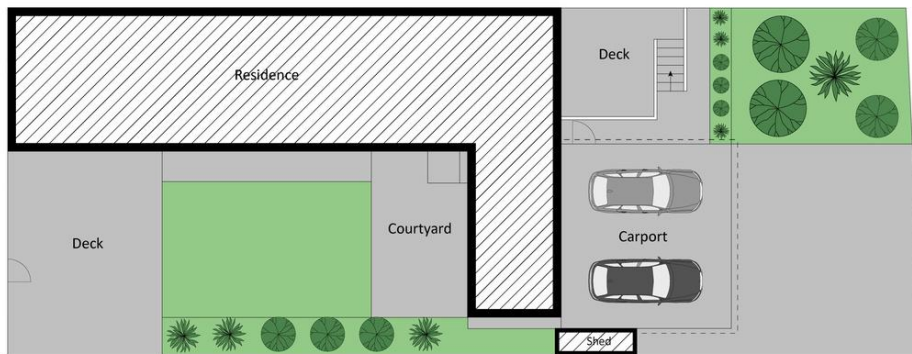 Residence
Deck
Deck
Courtyard
Carport
Shed